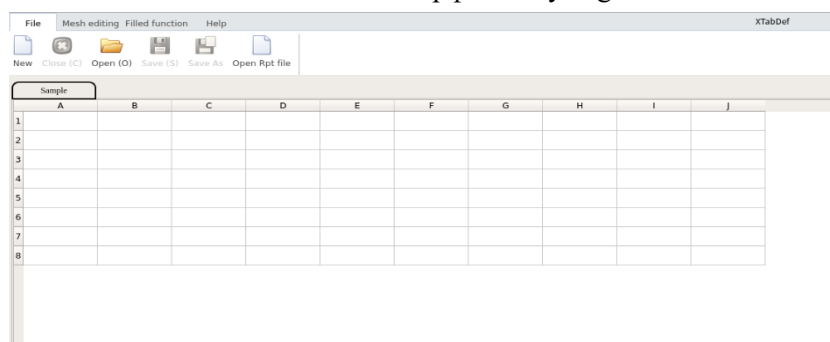 File Mesh editing Filled function Help XTabDef
New Close (C) Open (O) Save (S) Save As Open Rpt file
Sample
A B C D E F G H I J
1
2
3
4
5
6
7
8